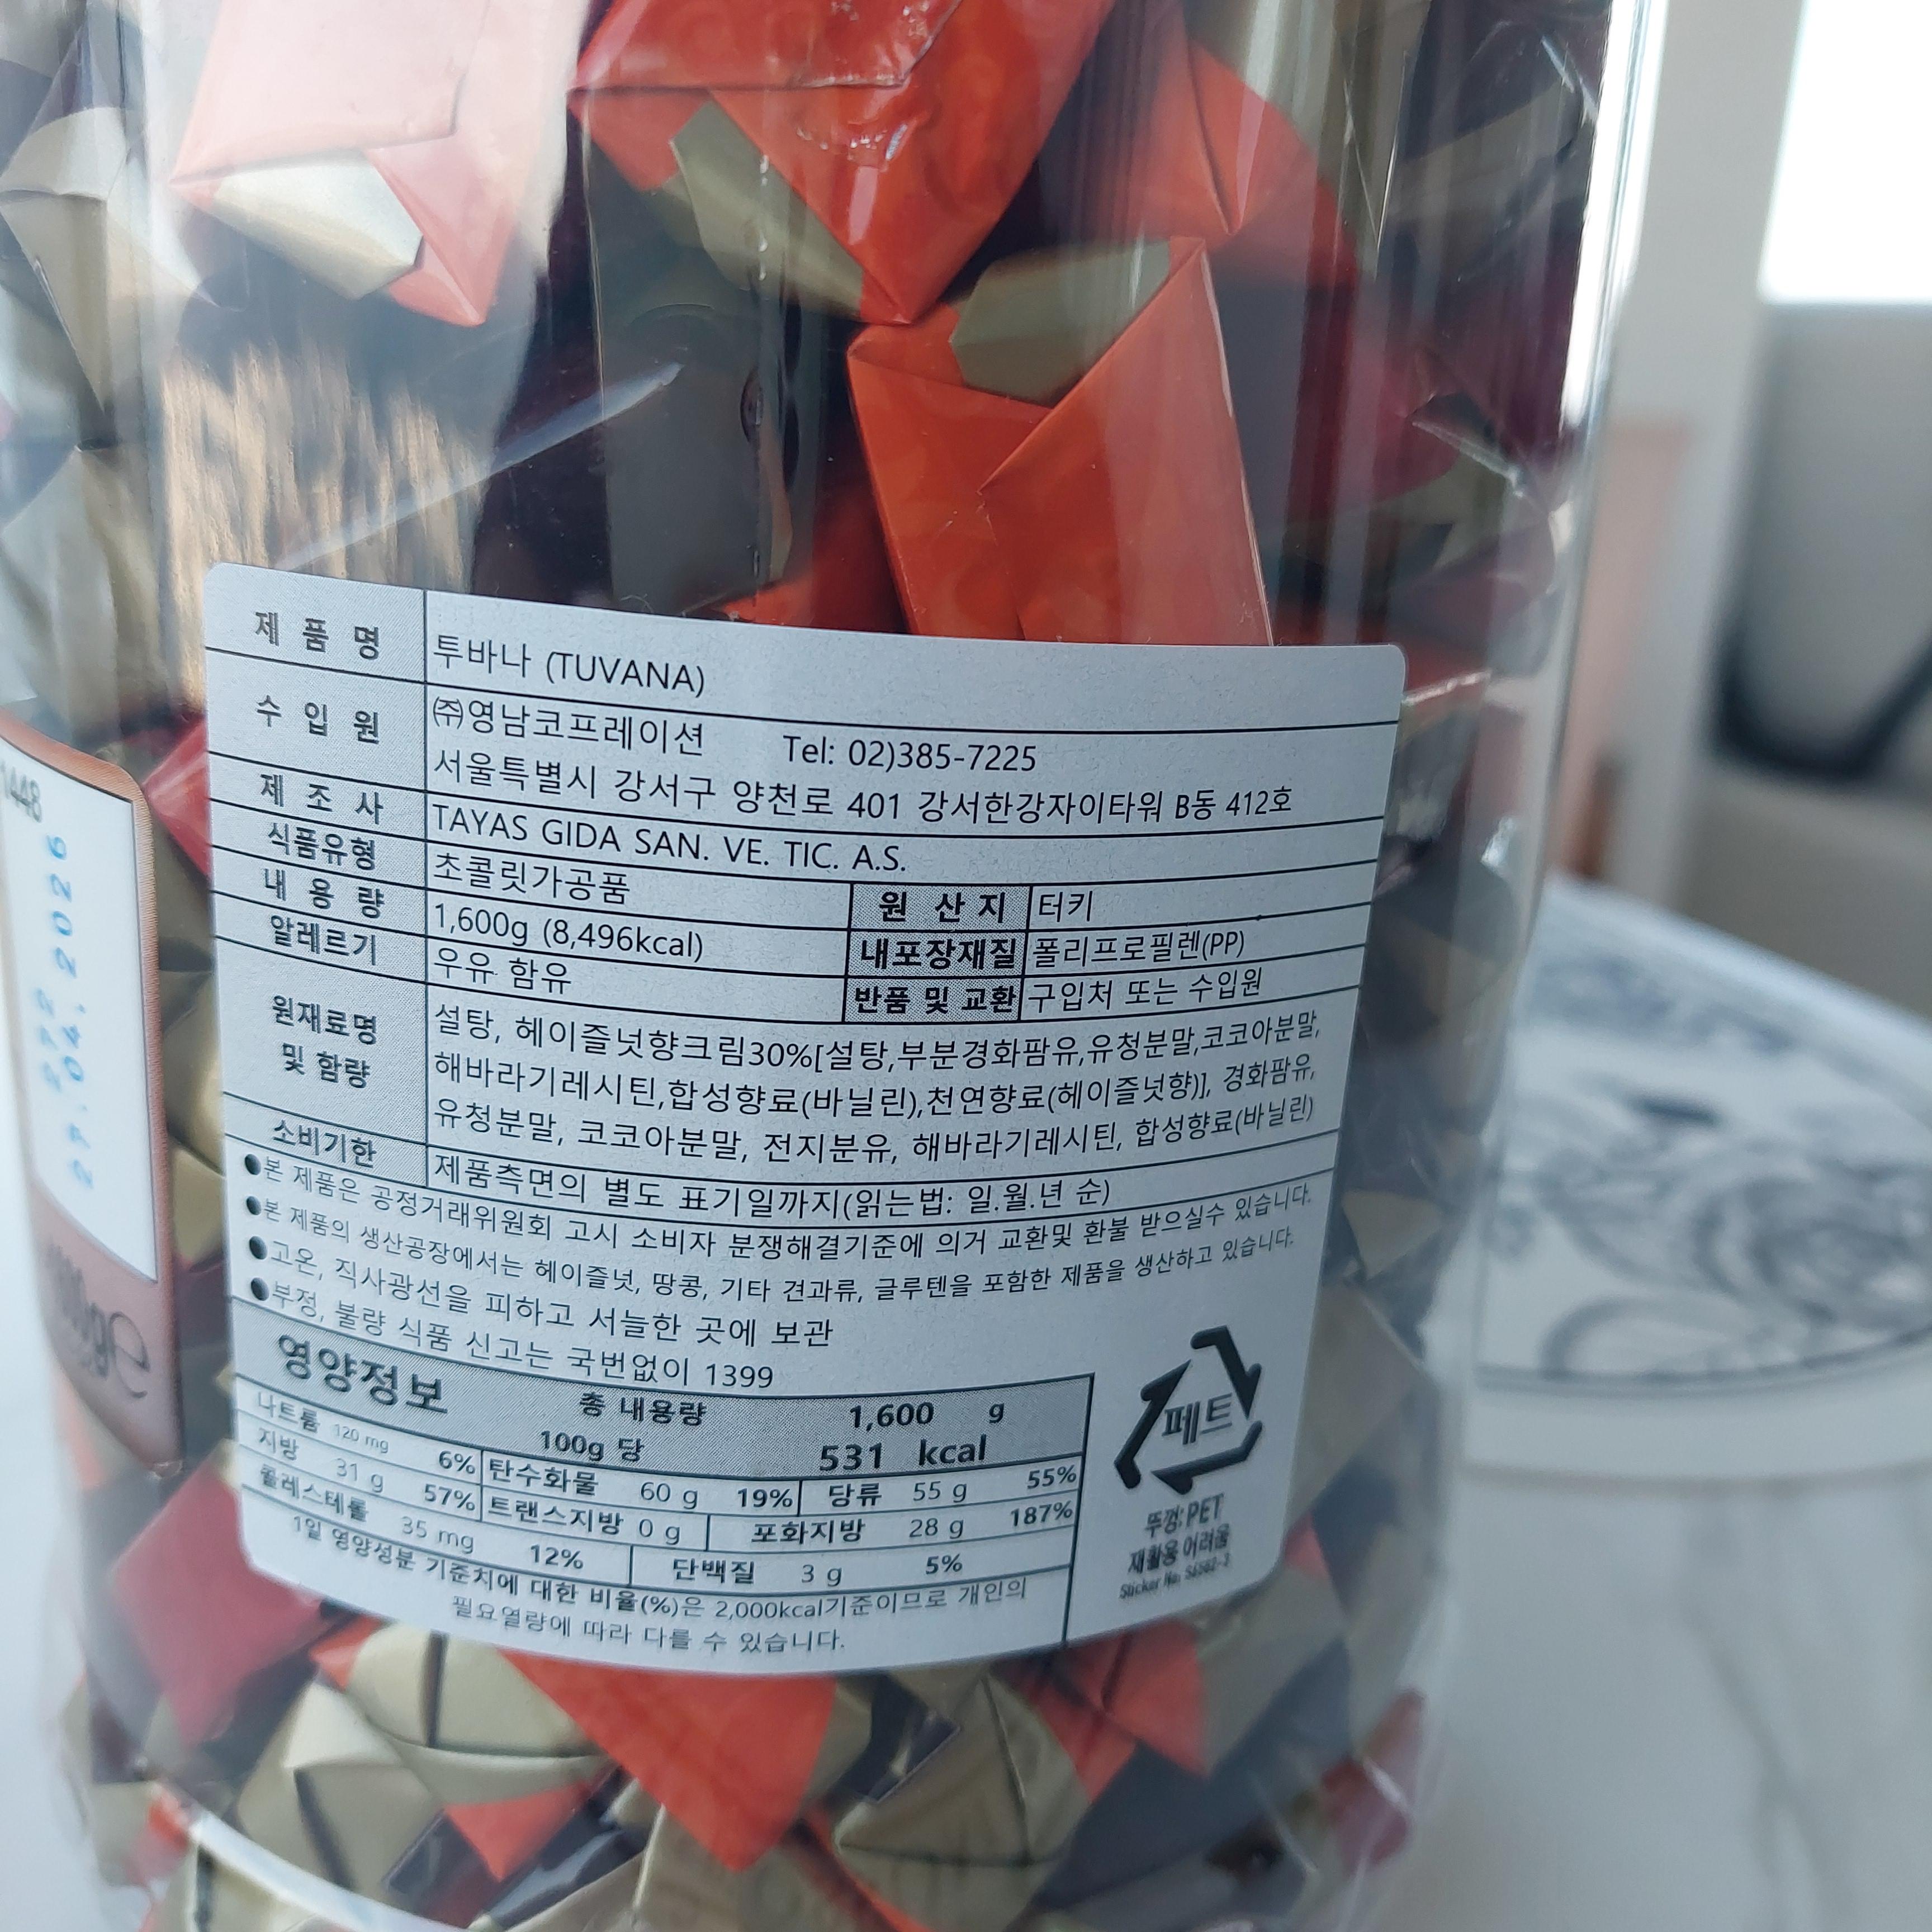 제 품 명 투바나 (TUVANA)
수 입 원 ㈜영남코프레이션 Tel: 02)385-7225
서울특별시 강서구 양천로 401 강서한강자이타워 B동 412호
제 조 사 TAYAS GIDA SAN. VE. TIC. A.S.
식품유형 초콜릿가공품 원 산 지 터키
내 용 량 1,600g (8,496kcal) 내포장재질 폴리프로필렌(PP)
알레르기 우유 함유 반품 및 교환 구입처 또는 수입원
원재료명 및 함량 설탕, 헤이즐넛향크림30%[설탕,부분경화팜유,유청분말,코코아분말,
해바라기레시틴,합성향료(바닐린),천연향료(헤이즐넛향)], 경화팜유,
유청분말, 코코아분말, 전지분유, 해바라기레시틴, 합성향료(바닐린)
소비기한 제품측면의 별도 표기일까지(읽는법: 일.월.년 순)
●본 제품은 공정거래위원회 고시 소비자 분쟁해결기준에 의거 교환및 환불 받으실수 있습니다.
●본 제품의 생산공장에서는 헤이즐넛, 땅콩, 기타 견과류, 글루텐을 포함한 제품을 생산하고 있습니다.
●고온, 직사광선을 피하고 서늘한 곳에 보관
●부정, 불량 식품 신고는 국번없이 1399
영양정보 총 내용량 1,600 g
100g 당 531 kcal
나트륨 120 mg 6% 탄수화물 60 g 19% 당류 55 g 55%
지방 31 g 57% 트랜스지방 0 g 포화지방 28 g 187%
콜레스테롤 35 mg 12% 단백질 3 g 5%
1일 영양성분 기준치에 대한 비율(%)은 2,000kcal기준이므로 개인의
필요열량에 따라 다를 수 있습니다.
페트
뚜껑:PET
재활용 어려움
Sticker No. S6562-3
1448
27.04.2026